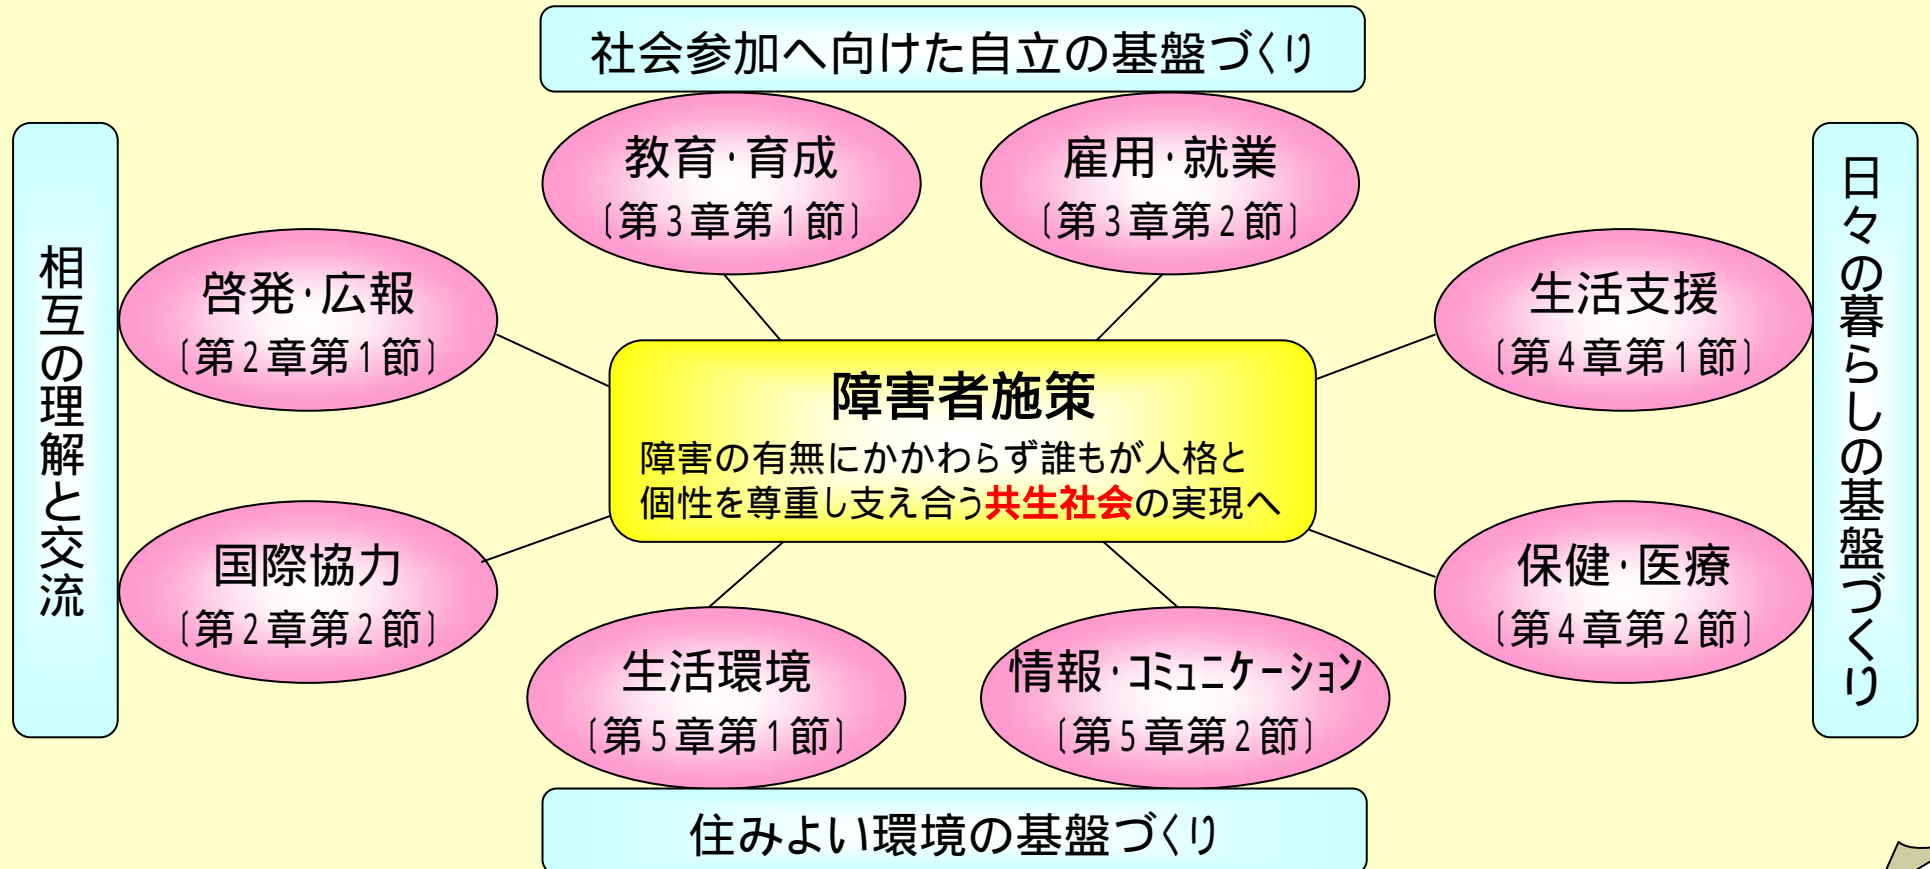 社会参加へ向けた自立の基盤づくり
教育・育成
〔第3章第1節〕
雇用・就業
〔第3章第2節〕
相互の理解と交流
啓発・広報
〔第2章第1節〕
生活支援
〔第4章第1節〕
日々の暮らしの基盤づくり
障害者施策
障害の有無にかかわらず誰もが人格と
個性を尊重し支え合う共生社会の実現へ
国際協力
〔第2章第2節〕
保健・医療
〔第4章第2節〕
生活環境
〔第5章第1節〕
情報・ｺﾐｭﾆｹｰｼｮﾝ
〔第5章第2節〕
住みよい環境の基盤づくり